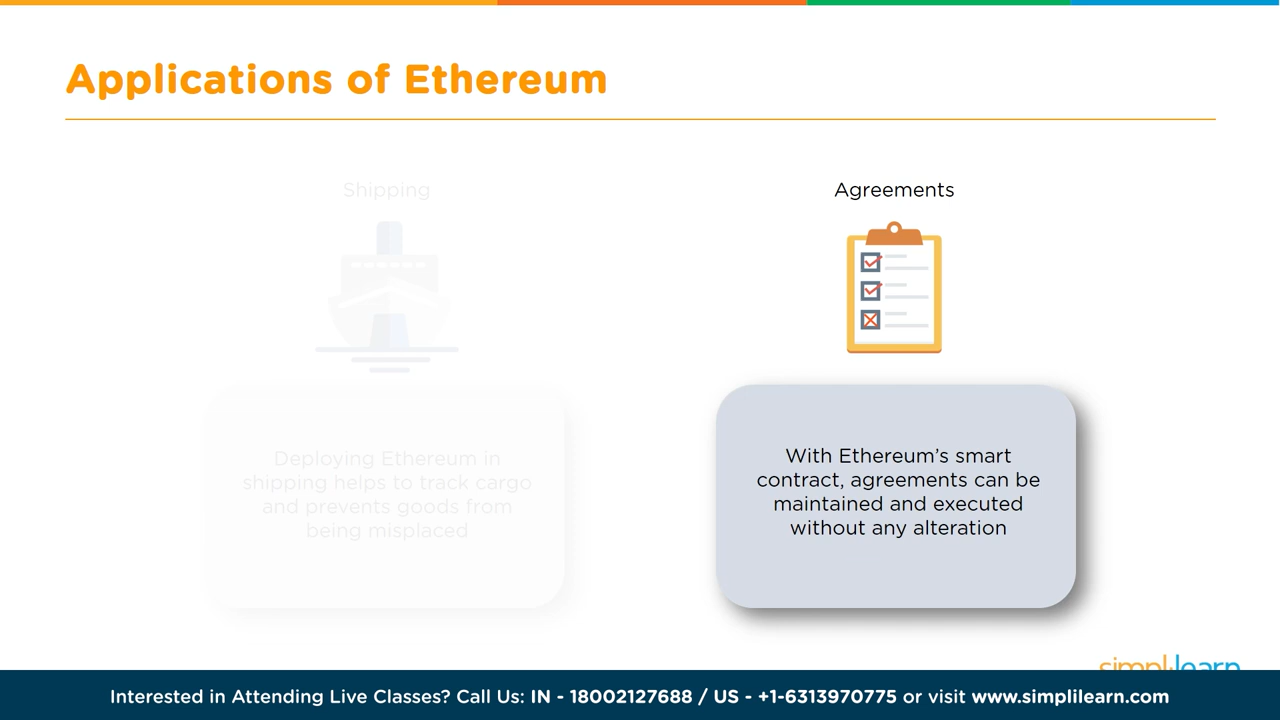 Applications of Ethereum
Shipping
Agreements
Deploying Ethereum in
shipping helps to track cargo
and prevents goods from
being misplaced
With Ethereum’s smart
contract, agreements can be
maintained and executed
without any alteration
simplilearn
Interested in Attending Live Classes? Call Us: IN - 18002127688 / US - +1-6313970775 or visit www.simplilearn.com